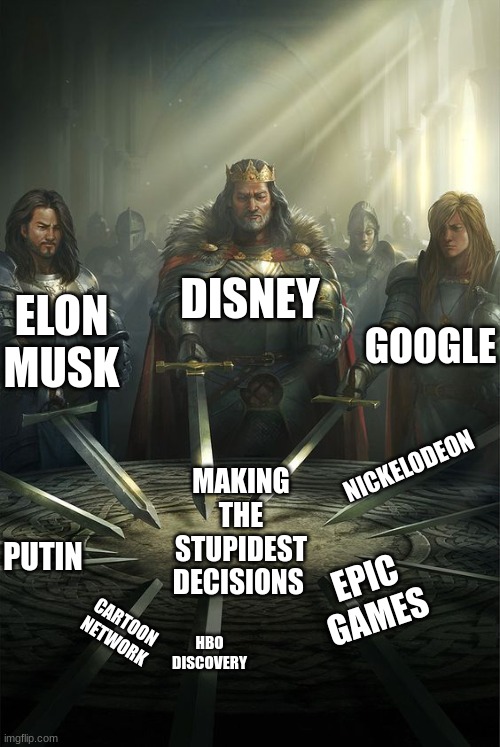 DISNEY
ELON
MUSK
GOOGLE
NICKELODEON
MAKING
THE
STUPIDEST
DECISIONS
PUTIN
EPIC
GAMES
CARTOON
NETWORK
HBO
DISCOVERY
imgflip.com